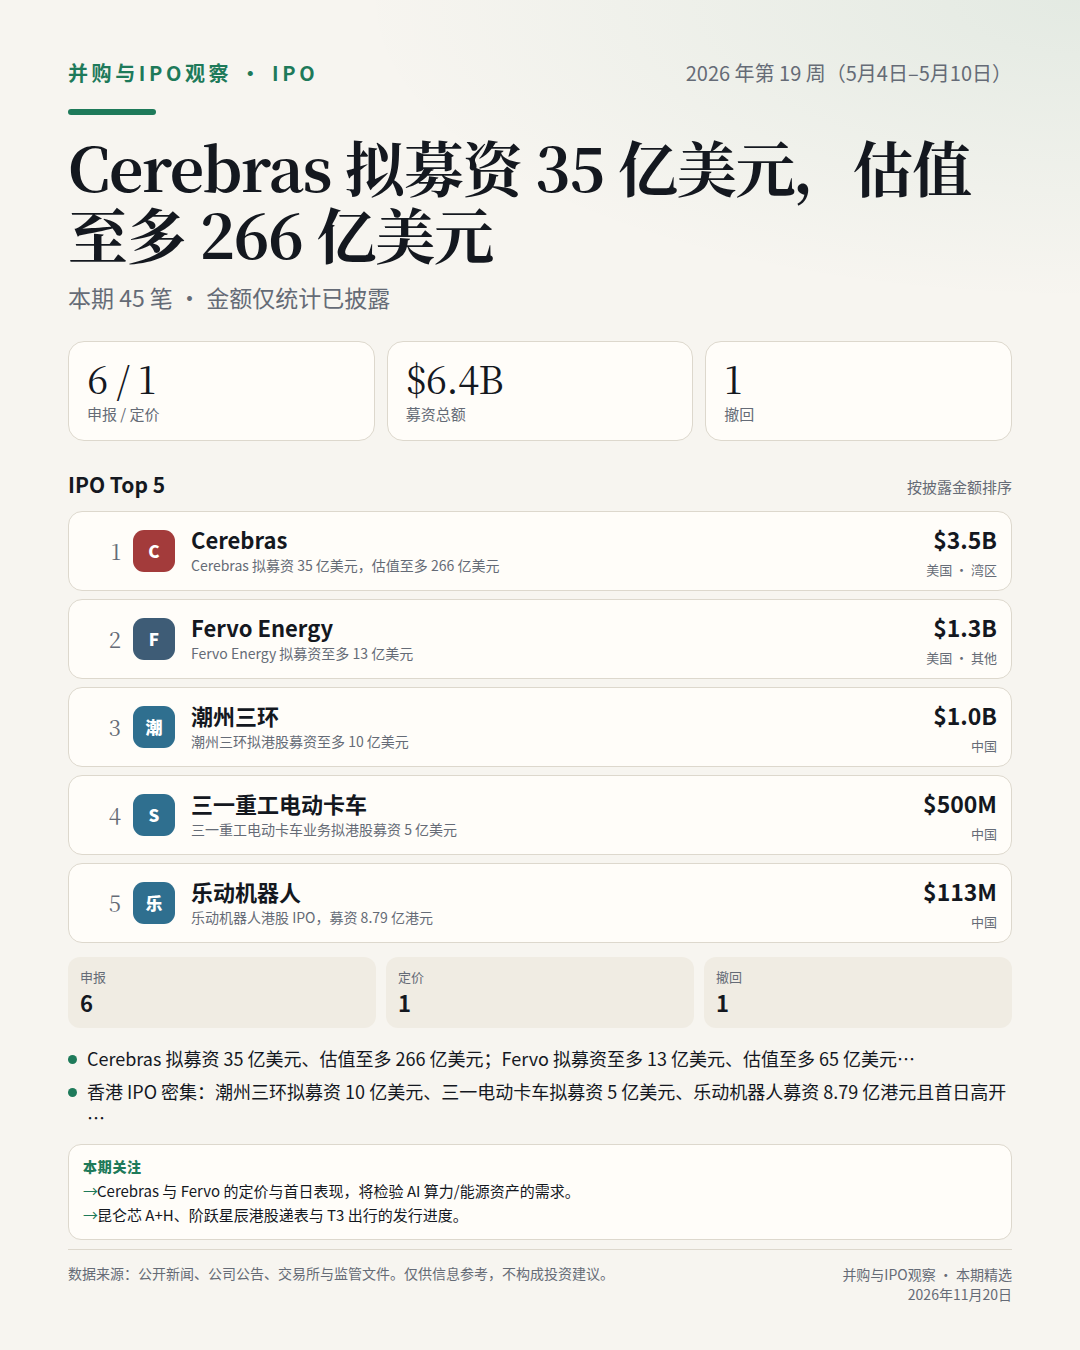 并购与IPO观察 · IPO
2026 年第 19 周（5月4日–5月10日）
Cerebras 拟募资 35 亿美元，估值
至多 266 亿美元
本期 45 笔 · 金额仅统计已披露
6 / 1
申报 / 定价
$6.4B
募资总额
1
撤回
IPO Top 5
按披露金额排序
1
C
Cerebras
Cerebras 拟募资 35 亿美元，估值至多 266 亿美元
$3.5B
美国 · 湾区
2
F
Fervo Energy
Fervo Energy 拟募资至多 13 亿美元
$1.3B
美国 · 其他
3
潮
潮州三环
潮州三环拟港股募资至多 10 亿美元
$1.0B
中国
4
S
三一重工电动卡车
三一重工电动卡车业务拟港股募资 5 亿美元
$500M
中国
5
乐
乐动机器人
乐动机器人港股 IPO，募资 8.79 亿港元
$113M
中国
申报
6
定价
1
撤回
1
Cerebras 拟募资 35 亿美元、估值至多 266 亿美元；Fervo 拟募资至多 13 亿美元、估值至多 65 亿美元…
香港 IPO 密集：潮州三环拟募资 10 亿美元、三一电动卡车拟募资 5 亿美元、乐动机器人募资 8.79 亿港元且首日高开
…
本期关注
→Cerebras 与 Fervo 的定价与首日表现，将检验 AI 算力/能源资产的需求。
→昆仑芯 A+H、阶跃星辰港股递表与 T3 出行的发行进度。
数据来源：公开新闻、公司公告、交易所与监管文件。仅供信息参考，不构成投资建议。
并购与IPO观察 · 本期精选
2026年11月20日